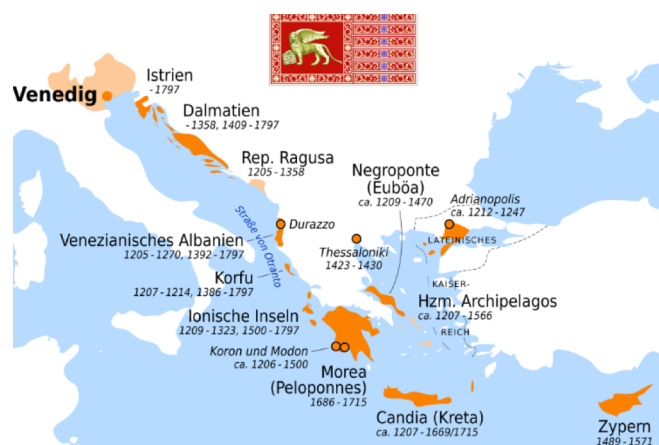 Istrien
- 1797
Venedig
Dalmatien
- 1358, 1409 - 1797
Rep. Ragusa
1205 - 1358
Negroponte
(Euböa)
ca. 1209 - 1470
Adrianopolis
ca. 1212 - 1247
Straße von Otranto
Durazzo
Venezianisches Albanien
1205 - 1270, 1392 - 1797
Thessaloniki
1423 - 1430
LATEINISCHES
KAISER-
REICH
Korfu
1207 - 1214, 1386 - 1797
Hzm. Archipelagos
ca. 1207 - 1566
Ionische Inseln
1209 - 1323, 1500 - 1797
Koron und Modon
ca. 1206 - 1500
Morea
(Peloponnes)
1686 - 1715
Candia (Kreta)
ca. 1207 - 1669/1715
Zypern
1489 - 1571